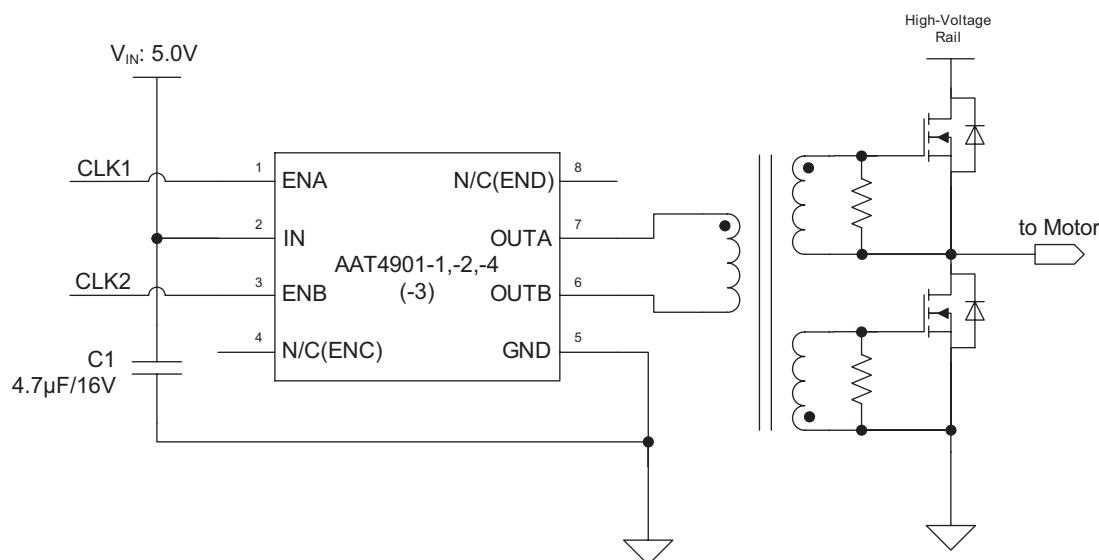 High-Voltage
Rail
VIN: 5.0V
CLK1
1
ENA
N/C(END)
8
2
IN
OUTA
7
to Motor
AAT4901-1,-2,-4
(-3)
CLK2
3
ENB
OUTB
6
4
N/C(ENC)
GND
5
C1
4.7μF/16V